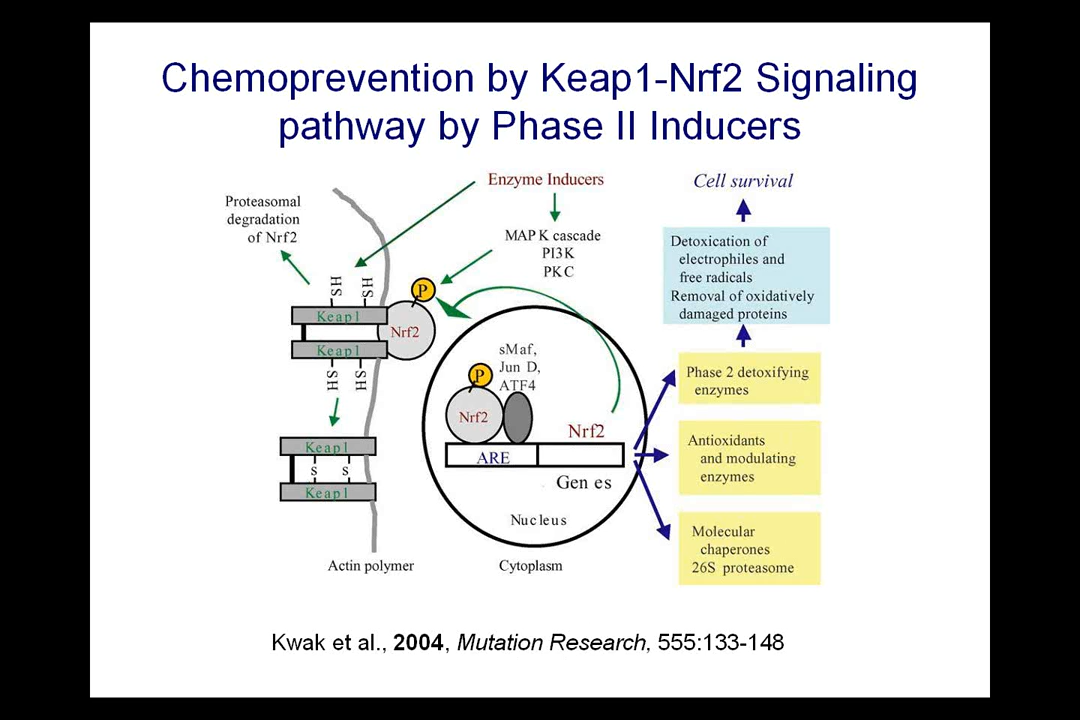 Chemoprevention by Keap1-Nrf2 Signaling
pathway by Phase II Inducers
Enzyme Inducers
Cell survival
Proteasomal
degradation
of Nrf2
MAPK cascade
PI3K
PKC
Detoxication of
electrophiles and
free radicals
Removal of oxidatively
damaged proteins
HS
HS
P
Keap1
Nrf2
Keap1
SH
SH
sMaf,
Jun D,
ATF4
P
Nrf2
Nrf2
ARE
Gen es
Nucleus
Phase 2 detoxifying
enzymes
Antioxidants
and modulating
enzymes
Molecular
chaperones
26S proteasome
Keap1
S
S
Keap1
Actin polymer
Cytoplasm
Kwak et al., 2004, Mutation Research, 555:133-148